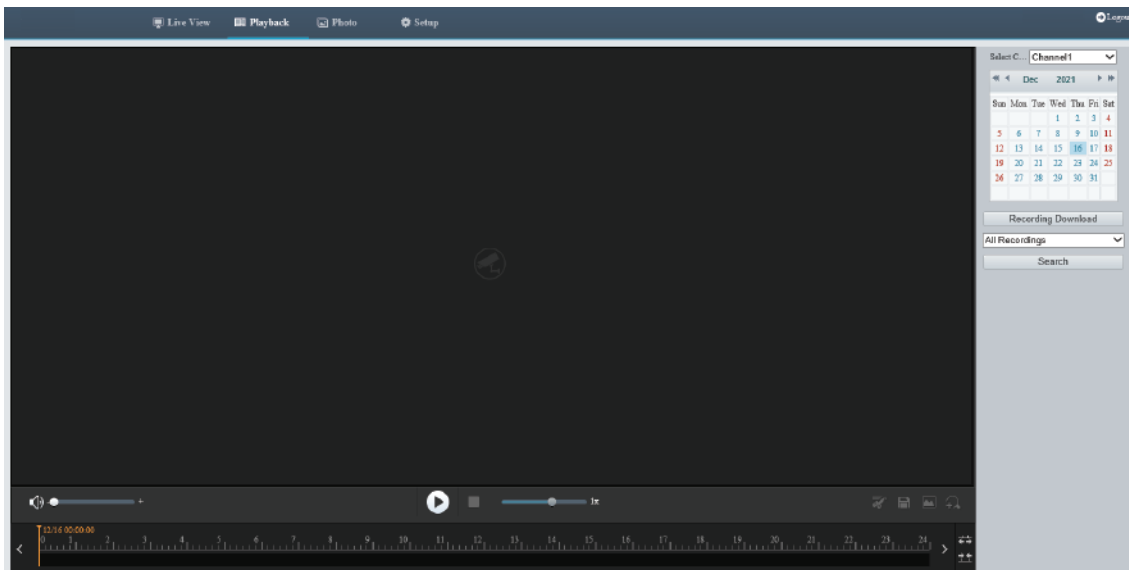 Live View Playback Photo Setup
Select C... Channel1
Dec 2021
Sun Mon Tue Wed Thu Fri Sat
1 2 3 4
5 6 7 8 9 10 11
12 13 14 15 16 17 18
19 20 21 22 23 24 25
26 27 28 29 30 31
Recording Download
All Recordings
Search
+ 1x
12/16 00:00:00
0 1 2 3 4 5 6 7 8 9 10 11 12 13 14 15 16 17 18 19 20 21 22 23 24